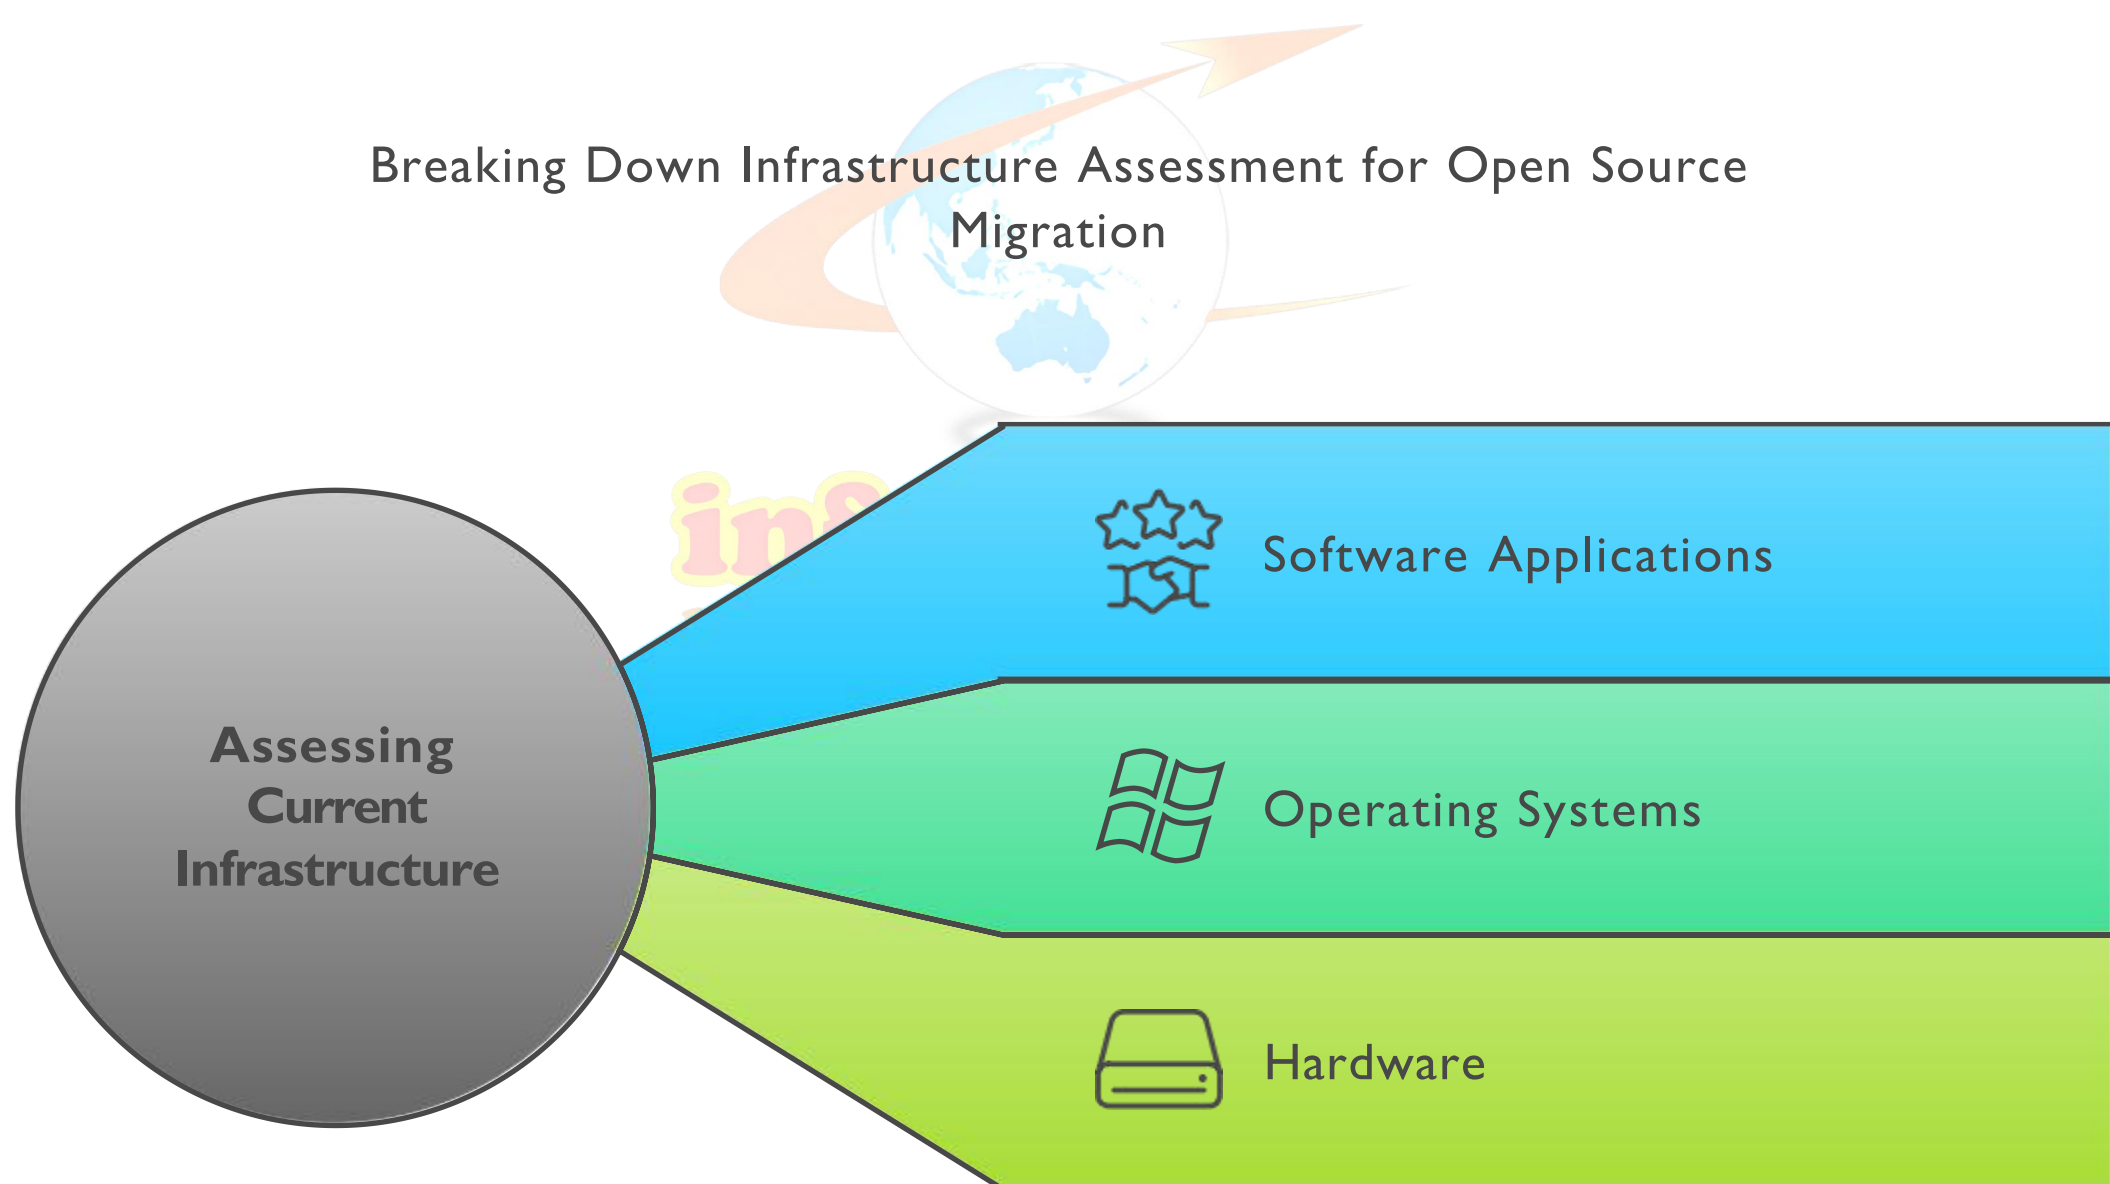 Breaking Down Infrastructure Assessment for Open Source
Migration
Software Applications
Assessing
Current
Infrastructure
Operating Systems
Hardware